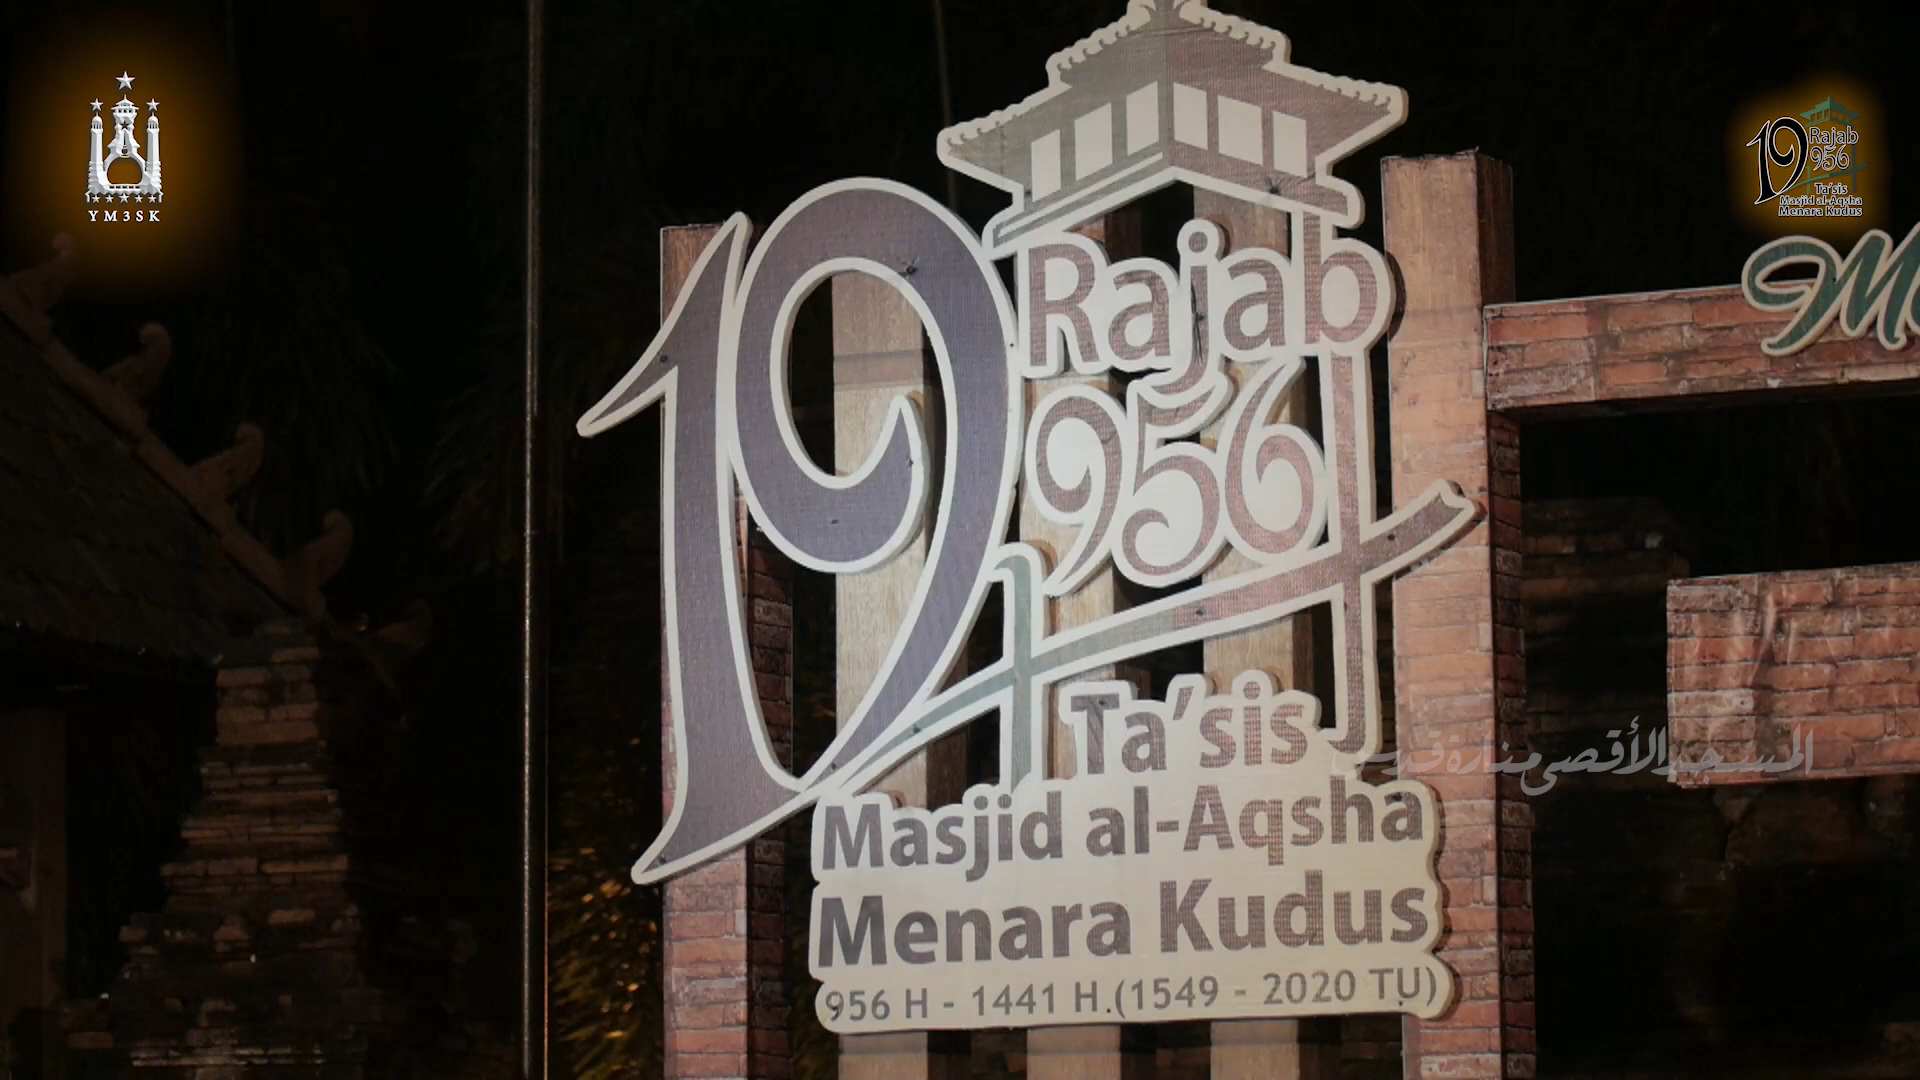 YM3SK
19
Rajab
956
Ta'sis
Masjid al-Aqsha
Menara Kudus
956 H - 1441 H.(1549 - 2020 TU)
19
Rajab
956
Ta'sis
Masjid al-Aqsha
Menara Kudus
المسجد الأقصى منارة قدس